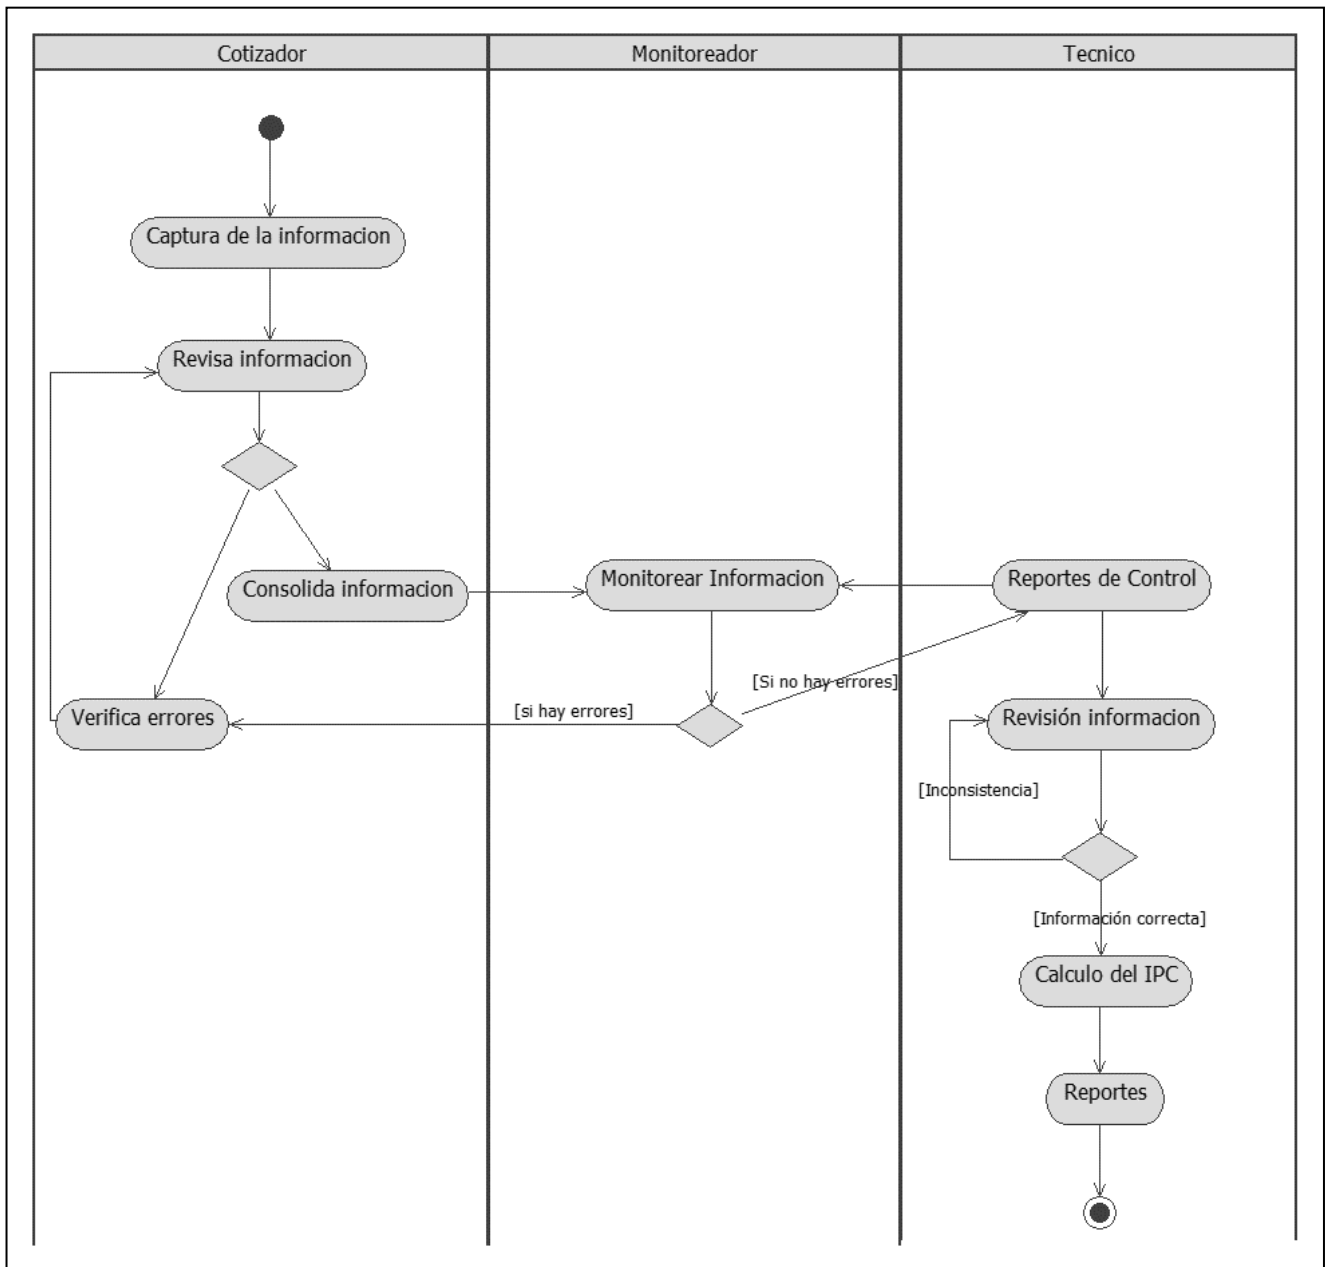 Cotizador
Monitoreador
Tecnico
Captura de la informacion
Revisa informacion
Consolida informacion
Monitorear Informacion
Reportes de Control
[Si no hay errores]
[si hay errores]
Verifica errores
Revisión informacion
[Inconsistencia]
[Información correcta]
Calculo del IPC
Reportes